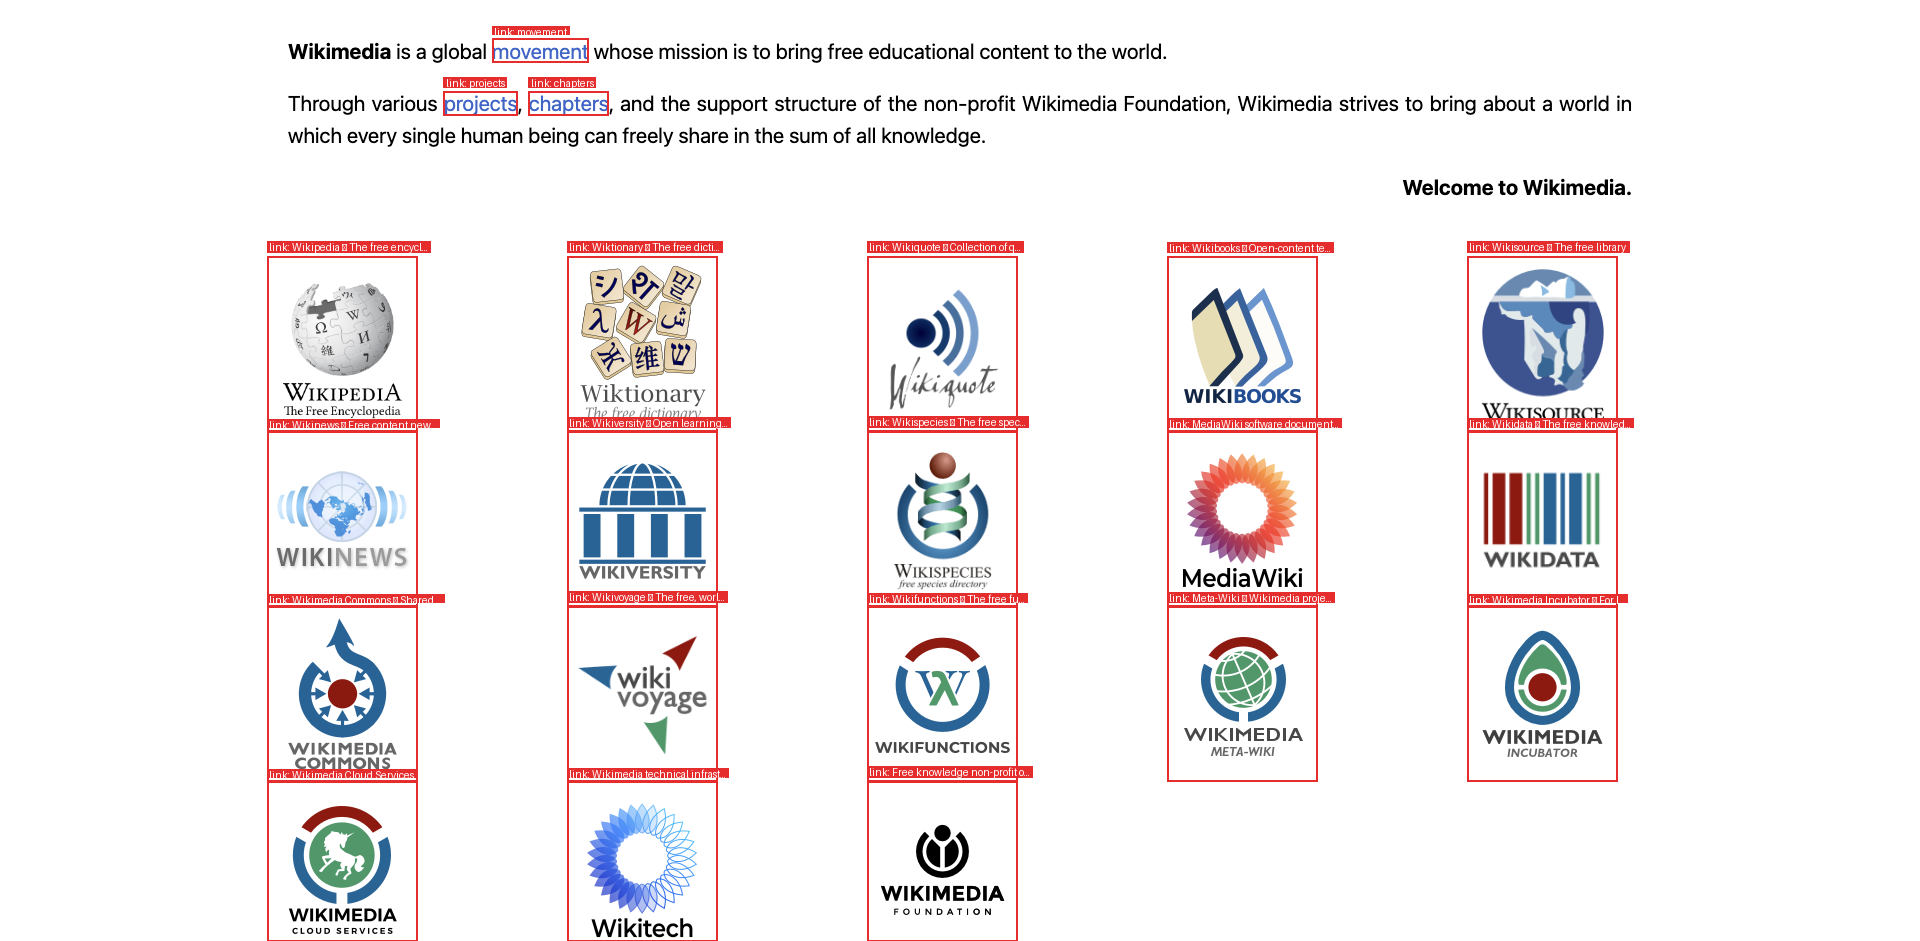 link: movement
Wikimedia is a global movement whose mission is to bring free educational content to the world.
link: projects link: chapters
Through various projects, chapters, and the support structure of the non-profit Wikimedia Foundation, Wikimedia strives to bring about a world in
which every single human being can freely share in the sum of all knowledge.
Welcome to Wikimedia.
link: Wikipedia The free encycl...
link: Wiktionary The free dicti...
link: Wikiquote Collection of q...
link: Wikibooks Open-content te...
link: Wikisource The free library
Ω W И 维 7
WIKIPEDIA
The Free Encyclopedia
シ श 말
λ W ش
Ж 维 ש
Wiktionary
The free dictionary
Wikiquote
WIKIBOOKS
WIKISOURCE
link: Wikinews Free content new...
link: Wikiversity Open learning...
link: Wikispecies The free spec...
link: MediaWiki software document...
link: Wikidata The free knowled...
WIKINEWS
WIKIVERSITY
WIKISPECIES
free species directory
MediaWiki
WIKIDATA
link: Wikimedia Commons Shared...
link: Wikivoyage The free, worl...
link: Wikifunctions The free fu...
link: Meta-Wiki Wikimedia proje...
link: Wikimedia Incubator For
WIKIMEDIA
COMMONS
wiki
voyage
W λ
WIKIFUNCTIONS
WIKIMEDIA
META-WIKI
WIKIMEDIA
INCUBATOR
link: Wikimedia Cloud Services
link: Wikimedia technical infrast...
link: Free knowledge non-profit o...
WIKIMEDIA
CLOUD SERVICES
Wikitech
WIKIMEDIA
FOUNDATION